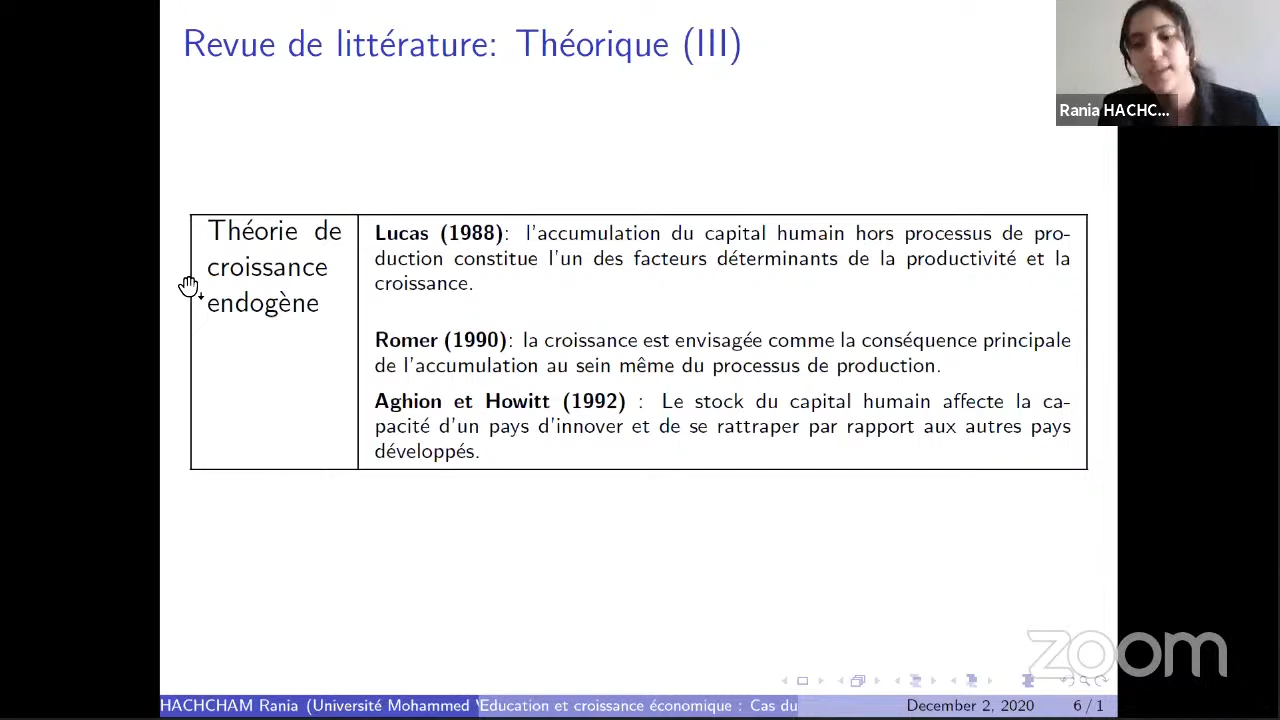 Revue de littérature: Théorique (III)
Rania HACHC...
Théorie de
croissance
endogène
Lucas (1988): l'accumulation du capital humain hors processus de pro-
duction constitue l'un des facteurs déterminants de la productivité et la
croissance.
Romer (1990): la croissance est envisagée comme la conséquence principale
de l'accumulation au sein même du processus de production.
Aghion et Howitt (1992) : Le stock du capital humain affecte la ca-
pacité d'un pays d'innover et de se rattraper par rapport aux autres pays
développés.
zoom
HACHCHAM Rania (Université Mohammed Education et croissance économique : Cas du December 2, 2020 6 / 1